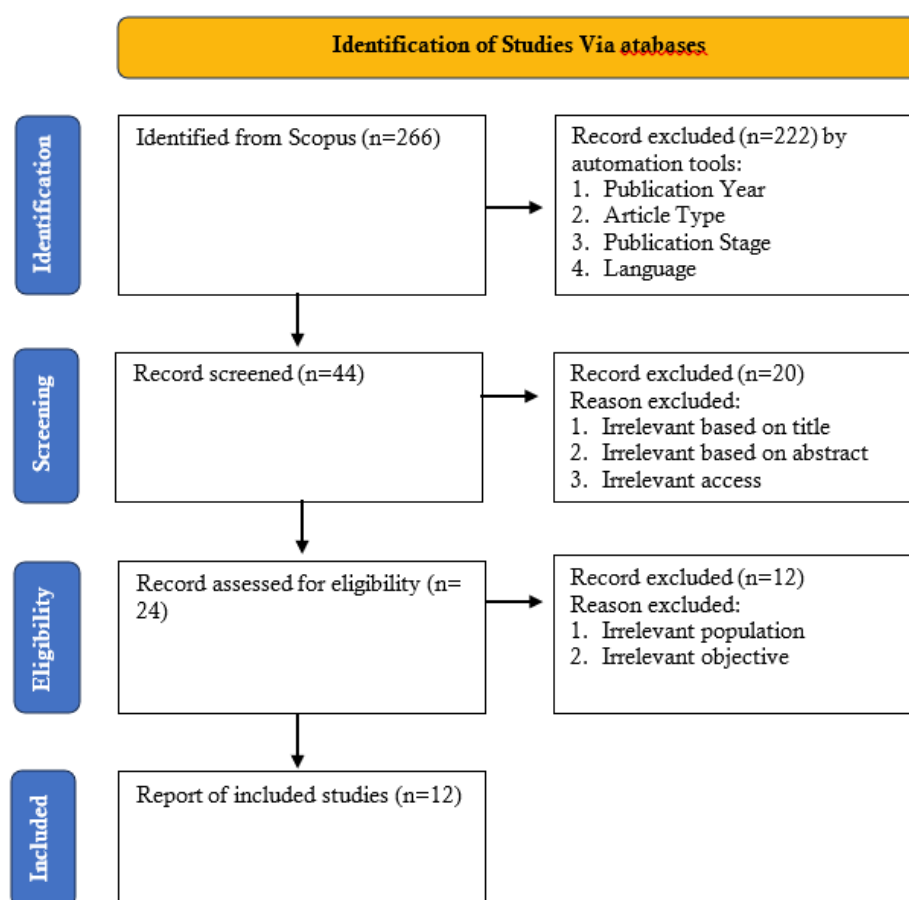 Identification of Studies Via atabases
Identification
Identified from Scopus (n=266)
Record excluded (n=222) by
automation tools:
1. Publication Year
2. Article Type
3. Publication Stage
4. Language
Screening
Record screened (n=44)
Record excluded (n=20)
Reason excluded:
1. Irrelevant based on title
2. Irrelevant based on abstract
3. Irrelevant access
Eligibility
Record assessed for eligibility (n=
24)
Record excluded (n=12)
Reason excluded:
1. Irrelevant population
2. Irrelevant objective
Included
Report of included studies (n=12)